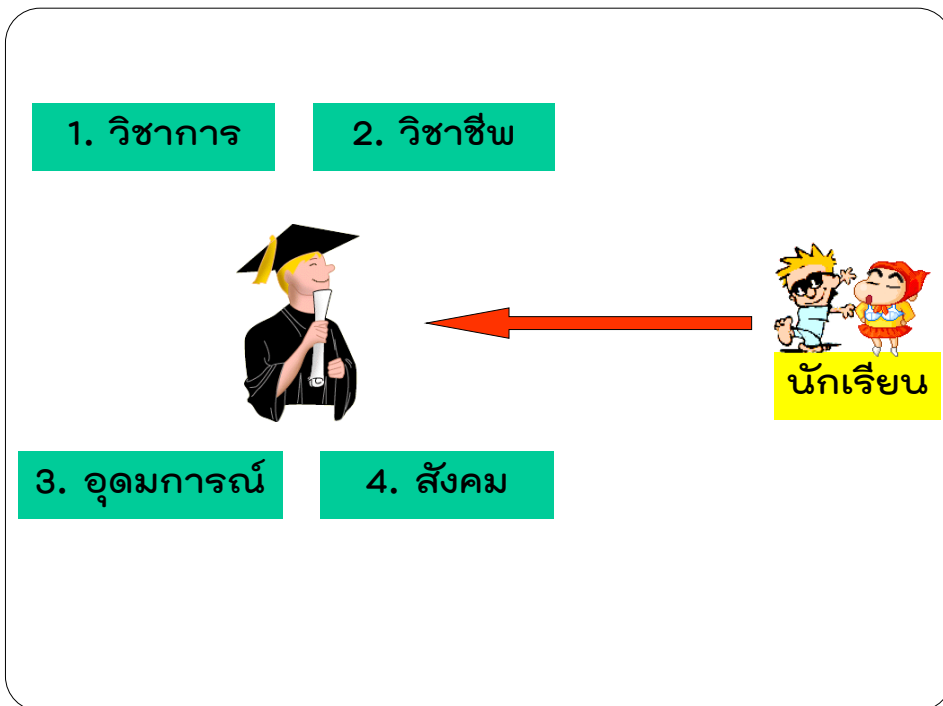 1. วิชาการ
2. วิชาชีพ
นักเรียน
3. อุดมการณ์
4. สังคม